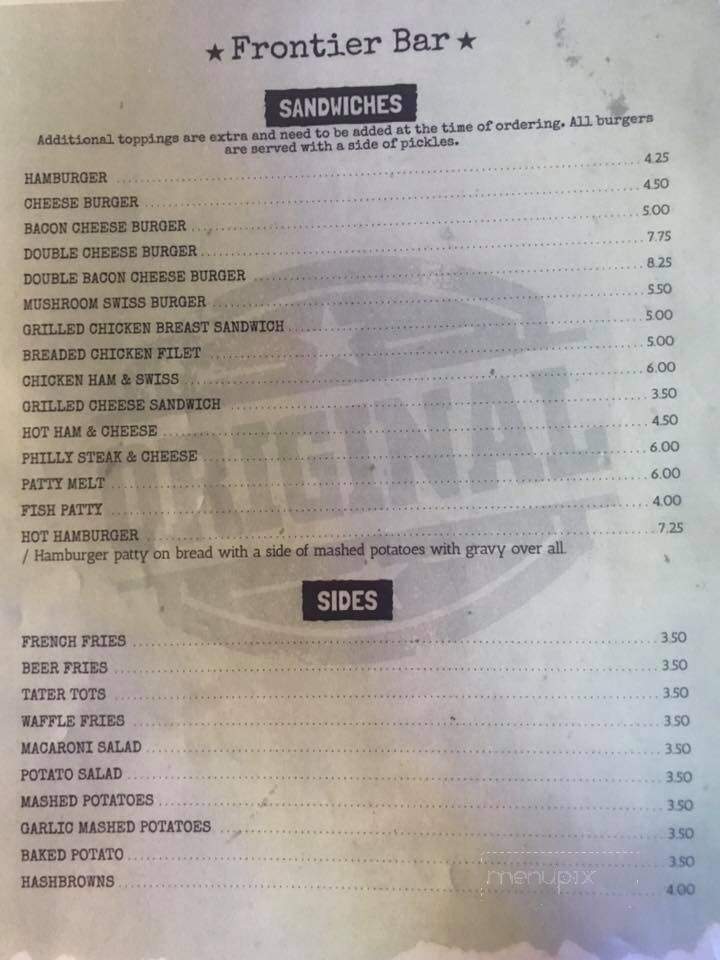 ★ Frontier Bar ★
SANDWICHES
Additional toppings are extra and need to be added at the time of ordering. All burgers
are served with a side of pickles.
HAMBURGER 4.25
CHEESE BURGER 4.50
BACON CHEESE BURGER 5.00
DOUBLE CHEESE BURGER 7.75
DOUBLE BACON CHEESE BURGER 8.25
MUSHROOM SWISS BURGER 5.50
GRILLED CHICKEN BREAST SANDWICH 5.00
BREADED CHICKEN FILET 5.00
CHICKEN HAM & SWISS 6.00
GRILLED CHEESE SANDWICH 3.50
HOT HAM & CHEESE 4.50
PHILLY STEAK & CHEESE 6.00
PATTY MELT 6.00
FISH PATTY 4.00
HOT HAMBURGER 7.25
/ Hamburger patty on bread with a side of mashed potatoes with gravy over all.
ORIGINAL
SIDES
FRENCH FRIES 3.50
BEER FRIES 3.50
TATER TOTS 3.50
WAFFLE FRIES 3.50
MACARONI SALAD 3.50
POTATO SALAD 3.50
MASHED POTATOES 3.50
GARLIC MASHED POTATOES 3.50
BAKED POTATO 3.50
HASHBROWNS 4.00
menupix